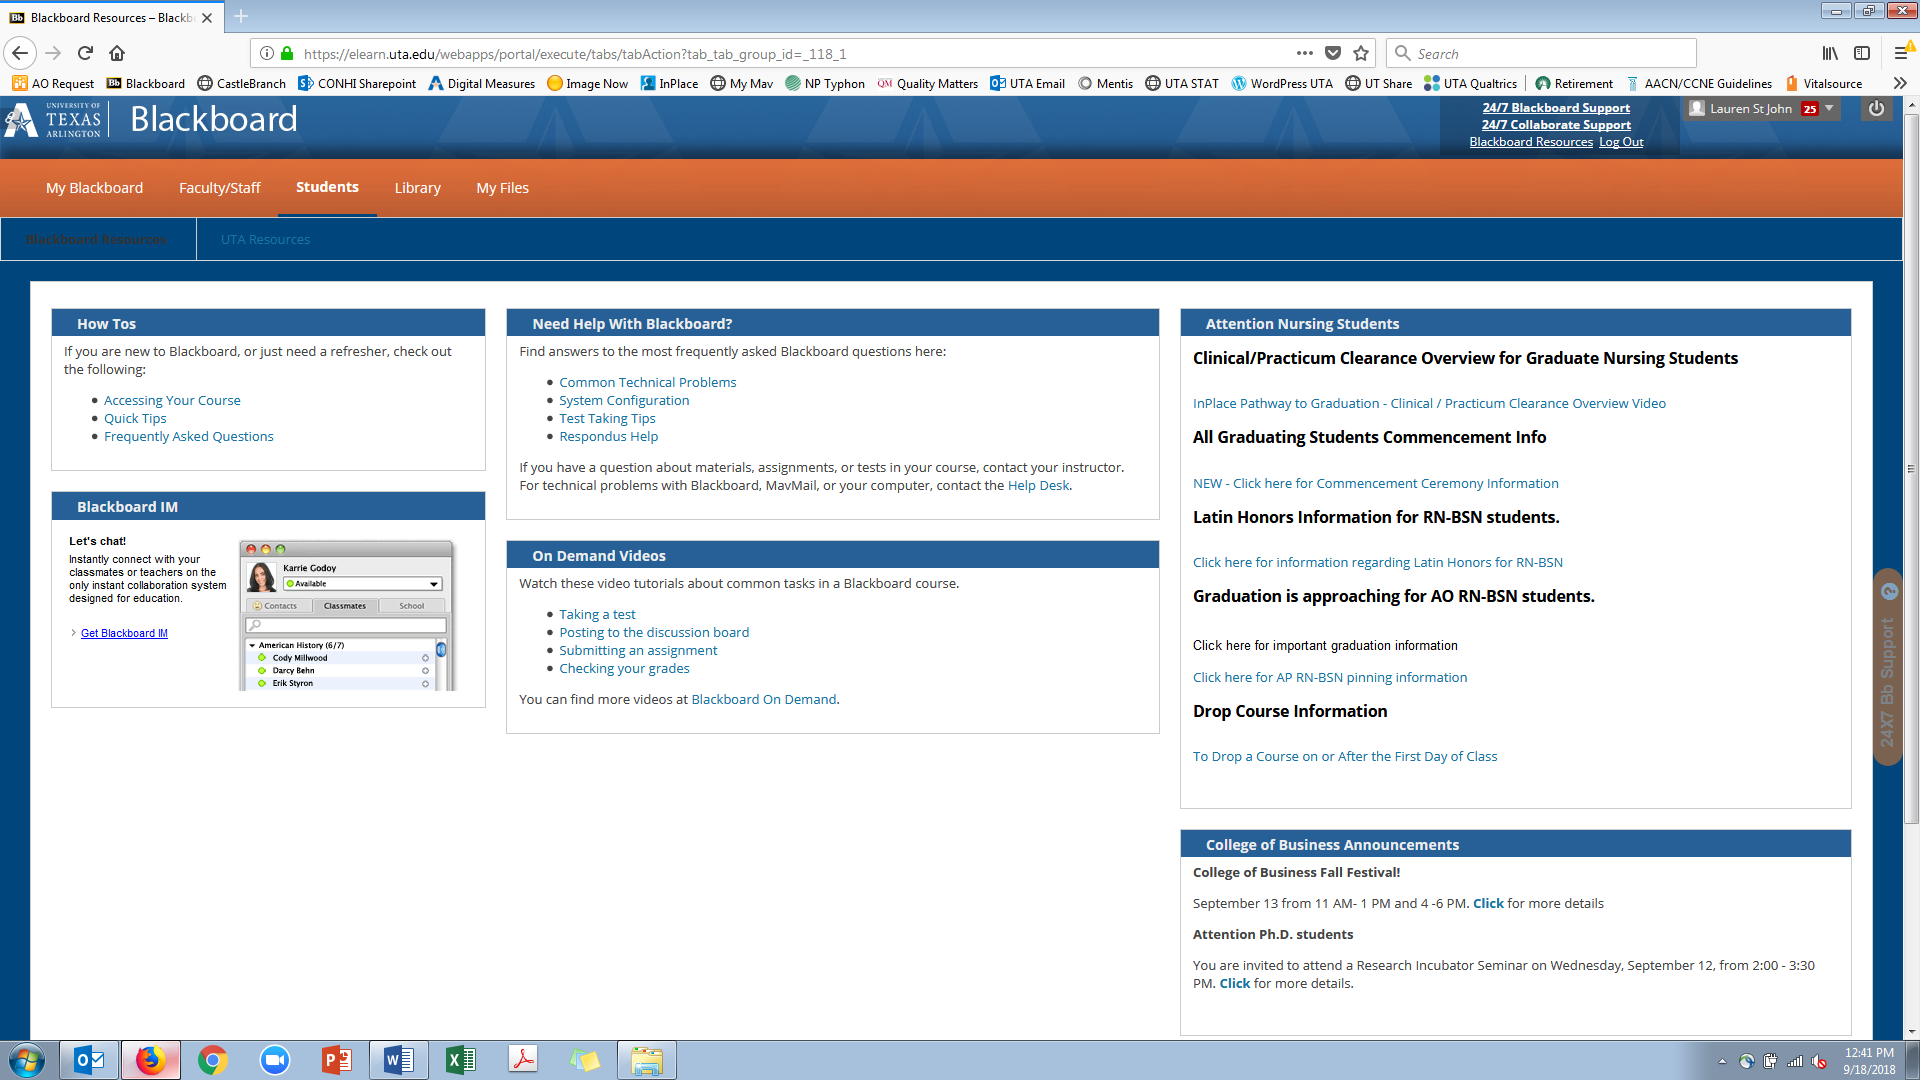 Blackboard Resources – Blackb
https://elearn.uta.edu/webapps/portal/execute/tabs/tabAction?tab_tab_group_id=_118_1
Search
AO Request
Blackboard
CastleBranch
CONHI Sharepoint
Digital Measures
Image Now
InPlace
My Mav
NP Typhon
Quality Matters
UTA Email
Mentis
UTA STAT
WordPress UTA
UT Share
UTA Qualtrics
Retirement
AACN/CCNE Guidelines
Vitalsource
UNIVERSITY OF
TEXAS
ARLINGTON
Blackboard
24/7 Blackboard Support
24/7 Collaborate Support
Blackboard Resources Log Out
Lauren St John 25
My Blackboard
Faculty/Staff
Students
Library
My Files
Blackboard Resources
UTA Resources
How Tos
If you are new to Blackboard, or just need a refresher, check out
the following:
Accessing Your Course
Quick Tips
Frequently Asked Questions
Blackboard IM
Let's chat!
Instantly connect with your
classmates or teachers on the
only instant collaboration system
designed for education.
Get Blackboard IM
Karrie Godoy
Available
Contacts
Classmates
School
American History (6/7)
Cody Millwood
Darcy Behn
Erik Styron
Need Help With Blackboard?
Find answers to the most frequently asked Blackboard questions here:
Common Technical Problems
System Configuration
Test Taking Tips
Respondus Help
If you have a question about materials, assignments, or tests in your course, contact your instructor.
For technical problems with Blackboard, MavMail, or your computer, contact the Help Desk.
On Demand Videos
Watch these video tutorials about common tasks in a Blackboard course.
Taking a test
Posting to the discussion board
Submitting an assignment
Checking your grades
You can find more videos at Blackboard On Demand.
Attention Nursing Students
Clinical/Practicum Clearance Overview for Graduate Nursing Students
InPlace Pathway to Graduation - Clinical / Practicum Clearance Overview Video
All Graduating Students Commencement Info
NEW - Click here for Commencement Ceremony Information
Latin Honors Information for RN-BSN students.
Click here for information regarding Latin Honors for RN-BSN
Graduation is approaching for AO RN-BSN students.
Click here for important graduation information
Click here for AP RN-BSN pinning information
Drop Course Information
To Drop a Course on or After the First Day of Class
College of Business Announcements
College of Business Fall Festival!
September 13 from 11 AM- 1 PM and 4 -6 PM. Click for more details
Attention Ph.D. students
You are invited to attend a Research Incubator Seminar on Wednesday, September 12, from 2:00 - 3:30
PM. Click for more details.
24X7 Bb Support
12:41 PM
9/18/2018